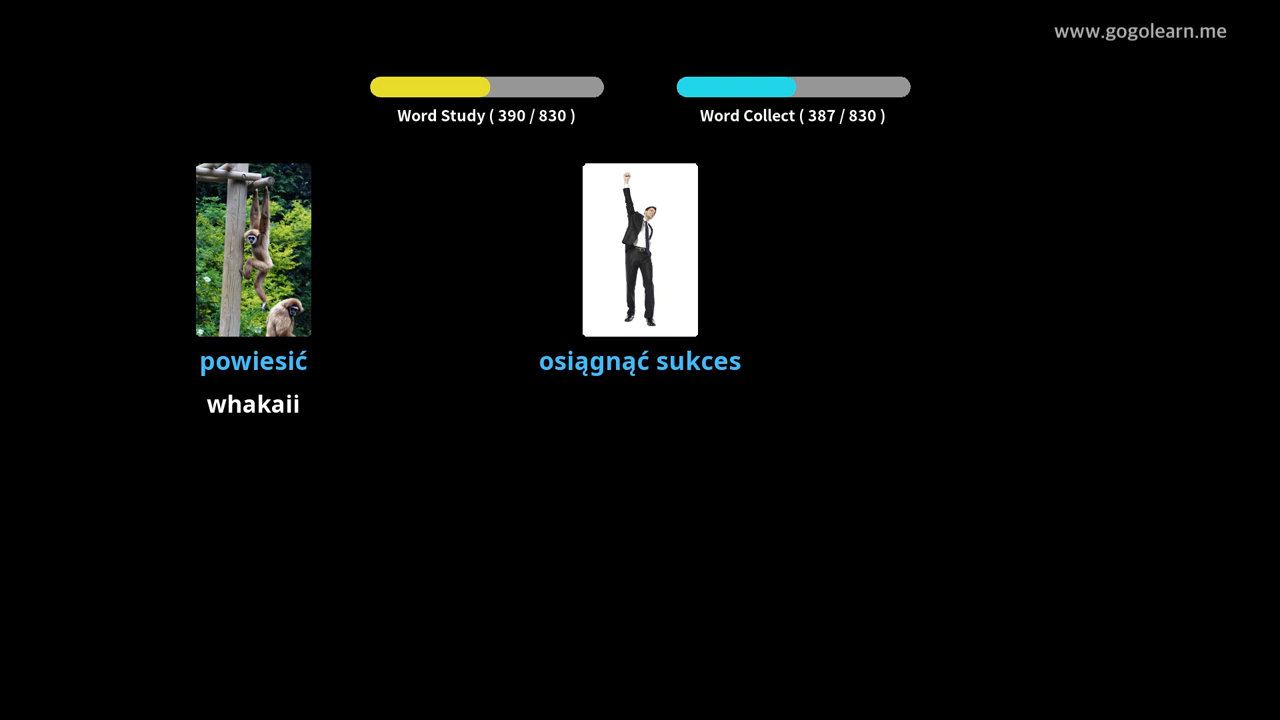 www.gogolearn.me
Word Study ( 390 / 830 )
Word Collect ( 387 / 830 )
powiesić
whakaii
osiągnąć sukces